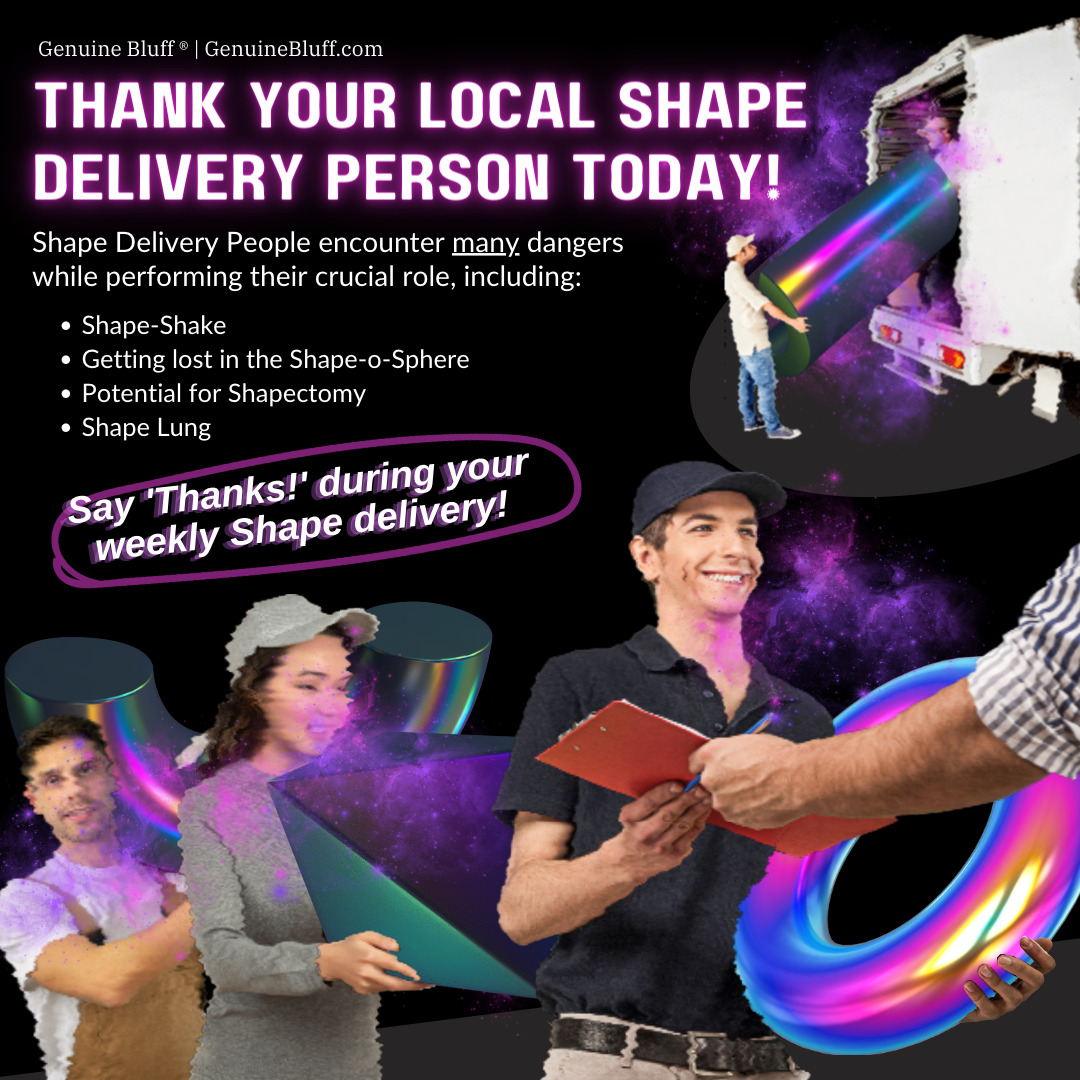 Genuine Bluff ® | GenuineBluff.com
THANK YOUR LOCAL SHAPE
DELIVERY PERSON TODAY!
Shape Delivery People encounter many dangers
while performing their crucial role, including:
• Shape-Shake
• Getting lost in the Shape-o-Sphere
• Potential for Shapectomy
• Shape Lung
Say 'Thanks!' during your
weekly Shape delivery!